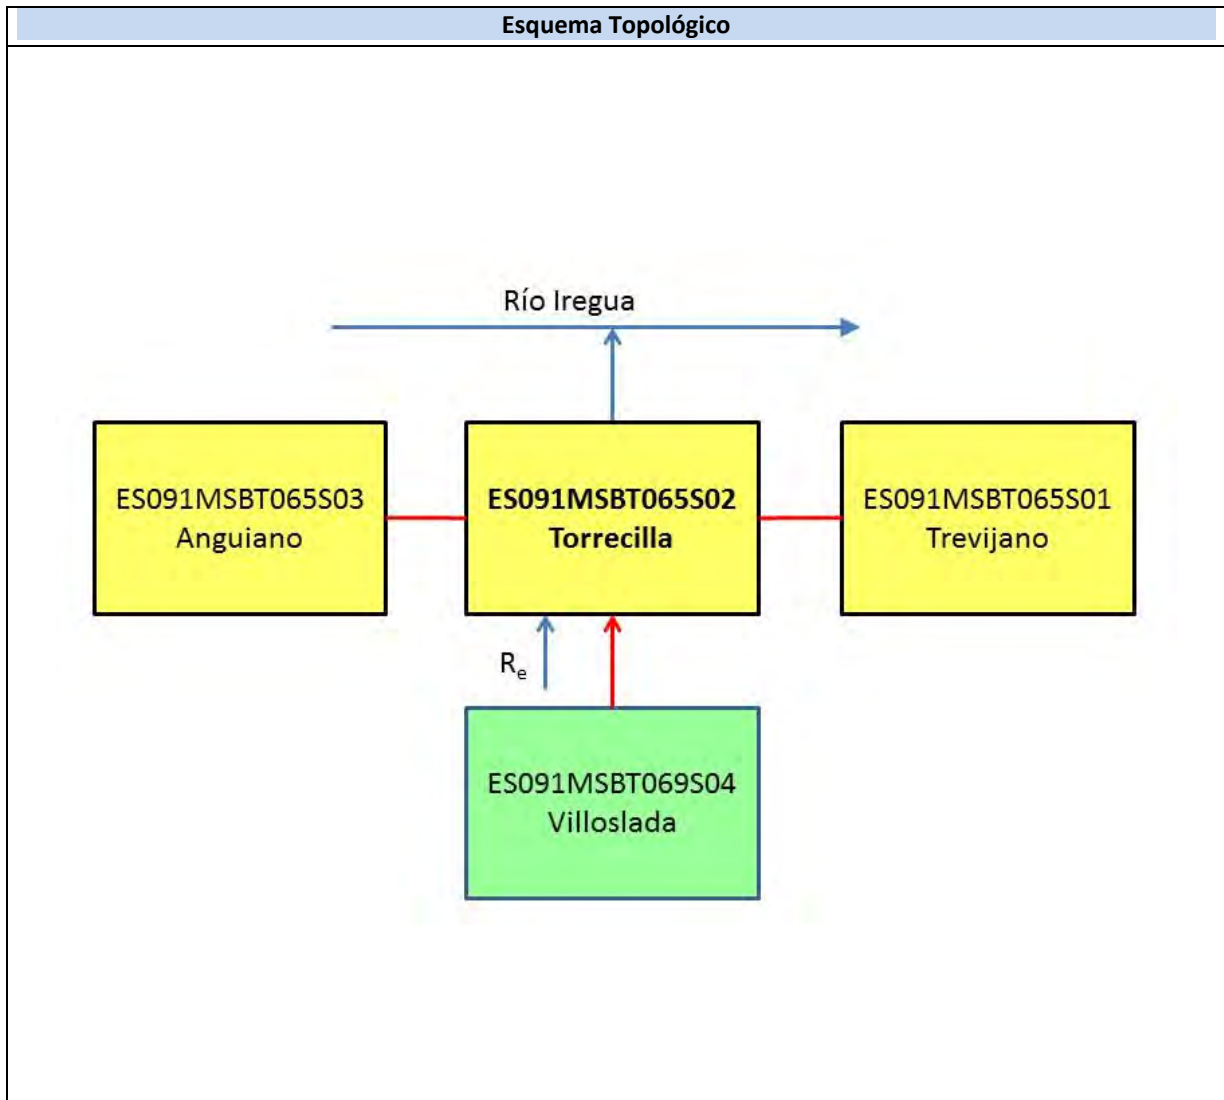 Esquema Topológico
Río Iregua
ES091MSBT065S03
Anguiano
ES091MSBT065S02
Torrecilla
ES091MSBT065S01
Trevijano
Re
ES091MSBT069S04
Villoslada